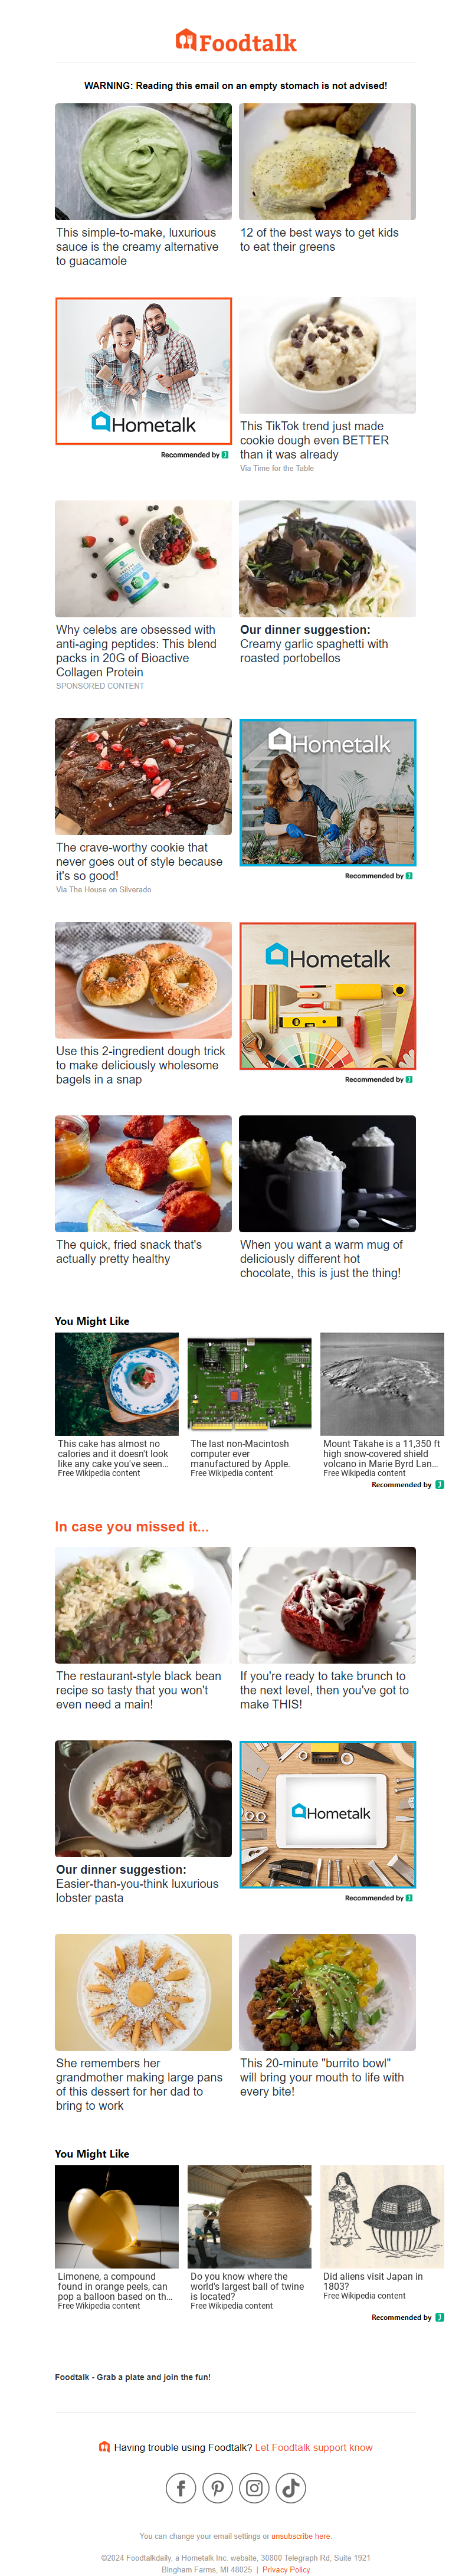 Foodtalk
WARNING: Reading this email on an empty stomach is not advised!
This simple-to-make, luxurious
sauce is the creamy alternative
to guacamole
12 of the best ways to get kids
to eat their greens
Hometalk
Recommended by
This TikTok trend just made
cookie dough even BETTER
than it was already
Via Time for the Table
Why celebs are obsessed with
anti-aging peptides: This blend
packs in 20G of Bioactive
Collagen Protein
SPONSORED CONTENT
Our dinner suggestion:
Creamy garlic spaghetti with
roasted portobellos
The crave-worthy cookie that
never goes out of style because
it's so good!
Via The House on Silverado
Hometalk
Recommended by
Use this 2-ingredient dough trick
to make deliciously wholesome
bagels in a snap
Hometalk
Recommended by
The quick, fried snack that's
actually pretty healthy
When you want a warm mug of
deliciously different hot
chocolate, this is just the thing!
You Might Like
This cake has almost no
calories and it doesn't look
like any cake you've seen...
Free Wikipedia content
The last non-Macintosh
computer ever
manufactured by Apple.
Free Wikipedia content
Mount Takahe is a 11,350 ft
high snow-covered shield
volcano in Marie Byrd Lan...
Free Wikipedia content
Recommended by
In case you missed it...
The restaurant-style black bean
recipe so tasty that you won't
even need a main!
If you're ready to take brunch to
the next level, then you've got to
make THIS!
Our dinner suggestion:
Easier-than-you-think luxurious
lobster pasta
Hometalk
Recommended by
She remembers her
grandmother making large pans
of this dessert for her dad to
bring to work
This 20-minute "burrito bowl"
will bring your mouth to life with
every bite!
You Might Like
Limonene, a compound
found in orange peels, can
pop a balloon based on th...
Free Wikipedia content
Do you know where the
world's largest ball of twine
is located?
Free Wikipedia content
Did aliens visit Japan in
1803?
Free Wikipedia content
Recommended by
Foodtalk - Grab a plate and join the fun!
Having trouble using Foodtalk? Let Foodtalk support know
You can change your email settings or unsubscribe here.
©2024 Foodtalkdaily, a Hometalk Inc. website, 30800 Telegraph Rd, Suite 1921
Bingham Farms, MI 48025 | Privacy Policy